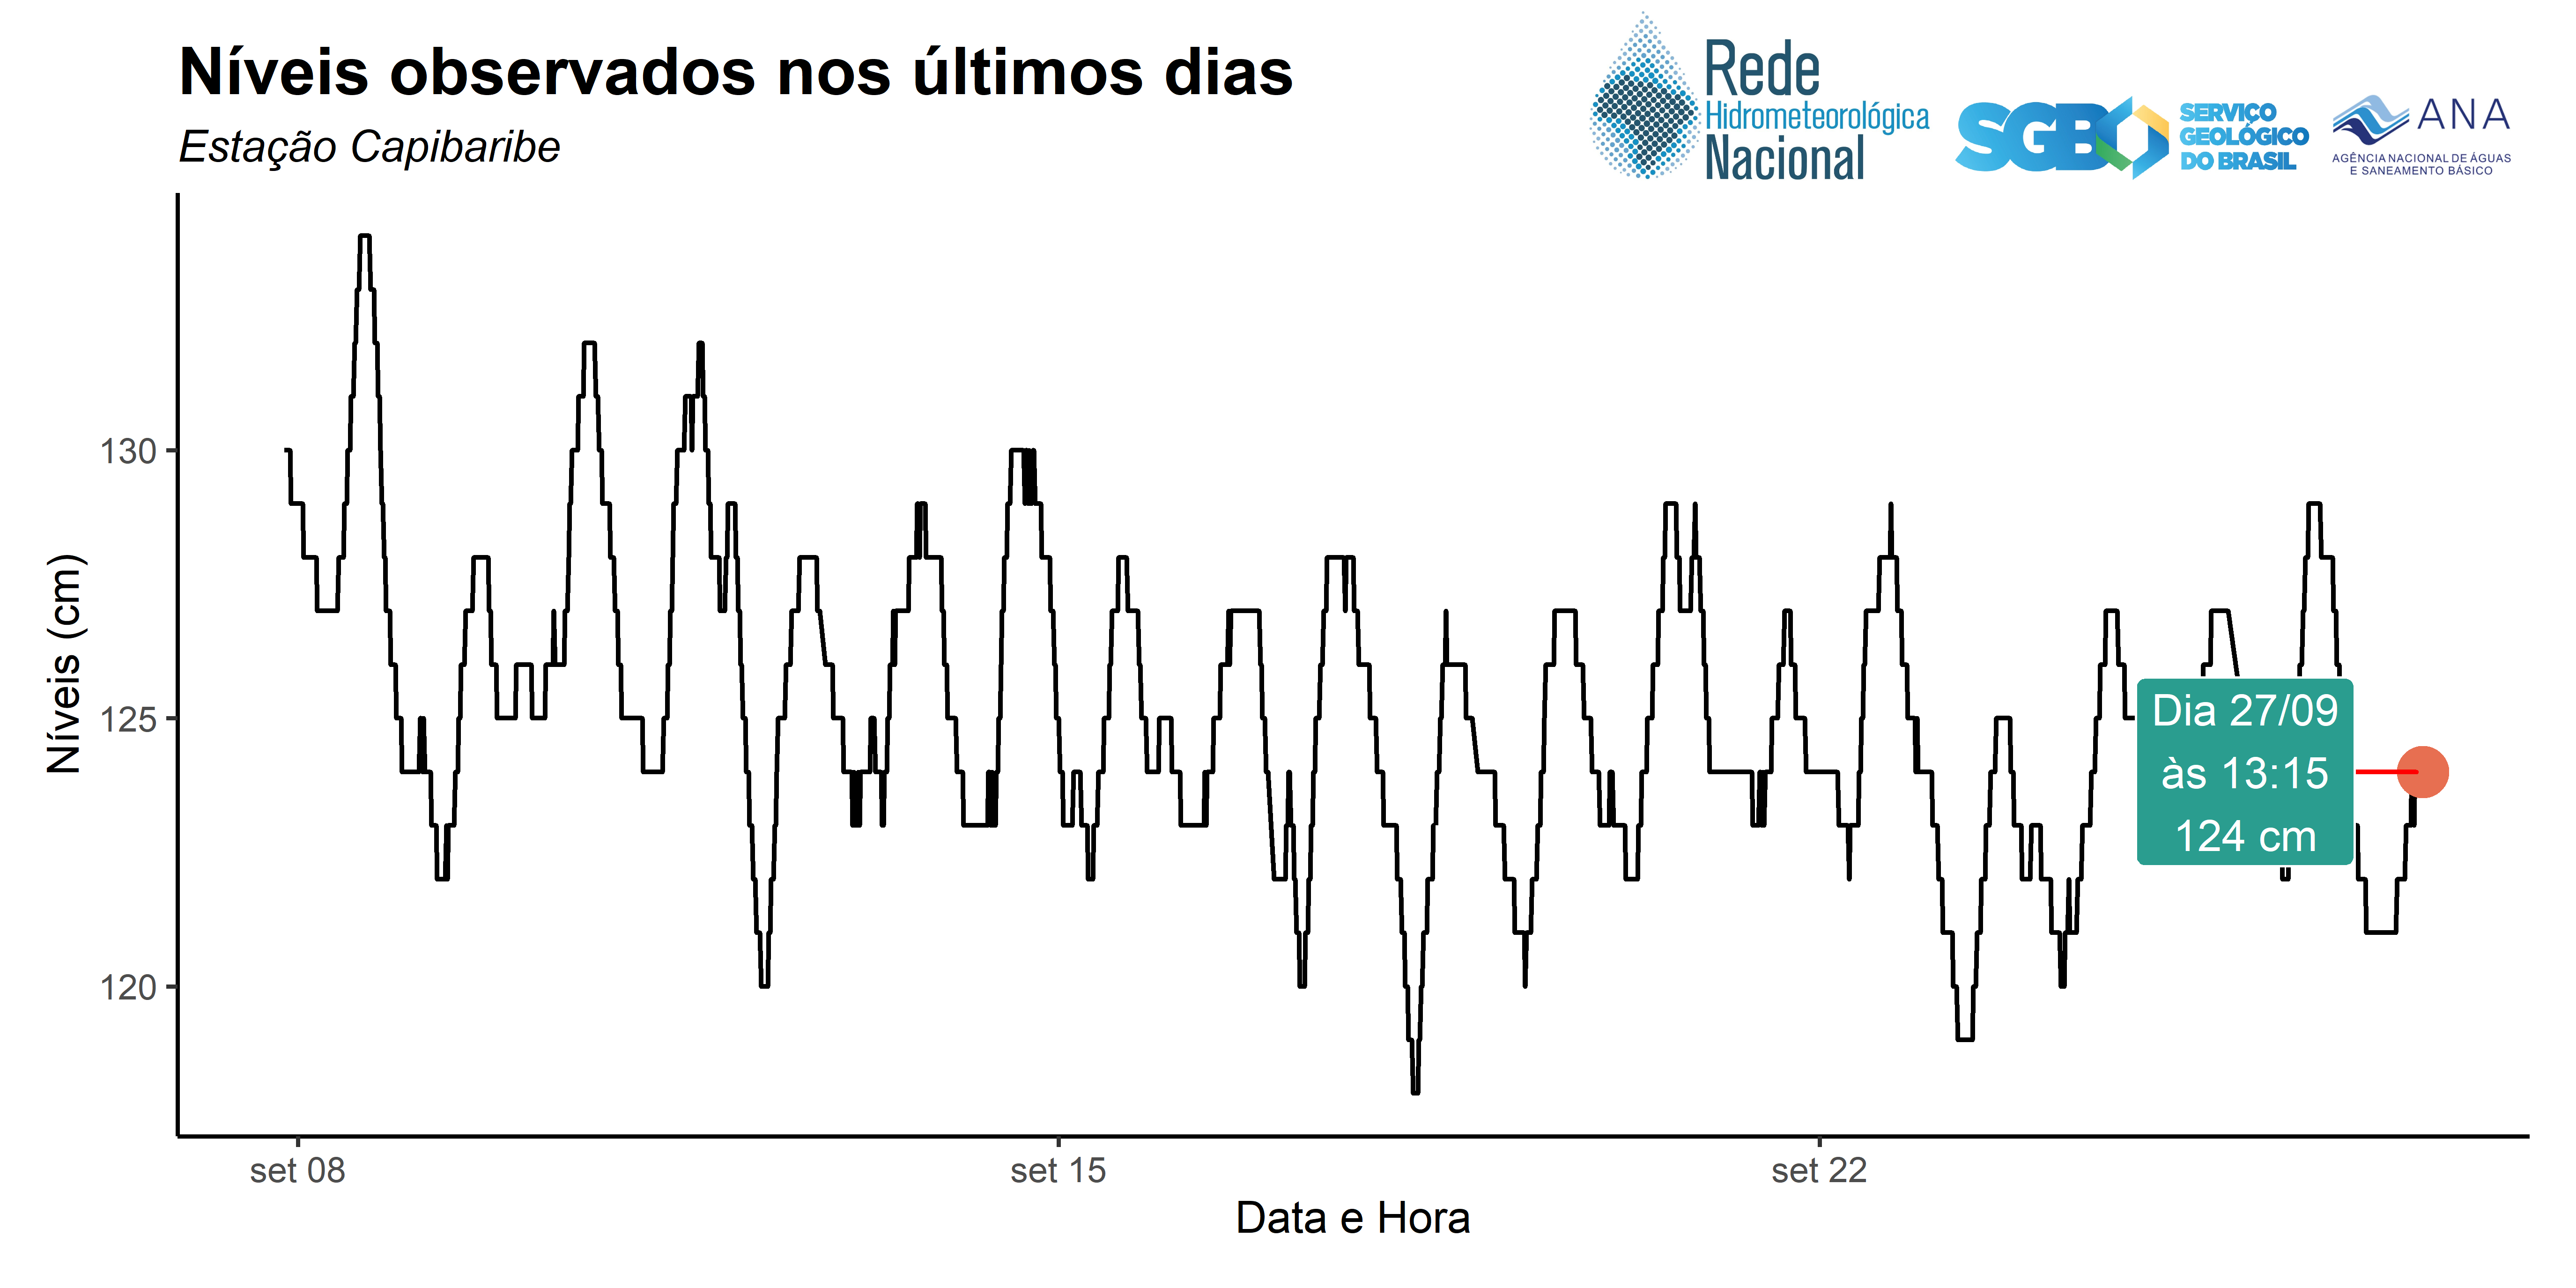 Níveis observados nos últimos dias
Estação Capibaribe
Rede
Hidrometeorológica
Nacional
SGB
SERVIÇO
GEOLÓGICO
DO BRASIL
ANA
AGÊNCIA NACIONAL DE ÁGUAS
E SANEAMENTO BÁSICO
Níveis (cm)
130
125
120
Dia 27/09
às 13:15
124 cm
set 08
set 15
set 22
Data e Hora